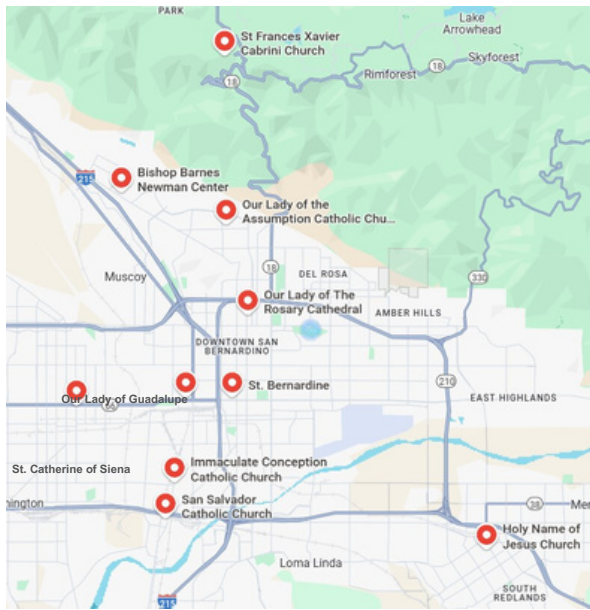 PARK
Lake
Arrowhead
St Frances Xavier
Cabrini Church
18
Skyforest
Rimforest
18
215
Bishop Barnes
Newman Center
Our Lady of the
Assumption Catholic Chu...
18
DEL ROSA
Muscoy
330
Our Lady of The
Rosary Cathedral
AMBER HILLS
DOWNTOWN SAN
BERNARDINO
210
St. Bernardine
Our Lady of Guadalupe
66
EAST HIGHLANDS
St. Catherine of Siena
Immaculate Conception
Catholic Church
San Salvador
Catholic Church
mington
38
Me
Holy Name of
Jesus Church
Loma Linda
SOUTH
REDLANDS
215